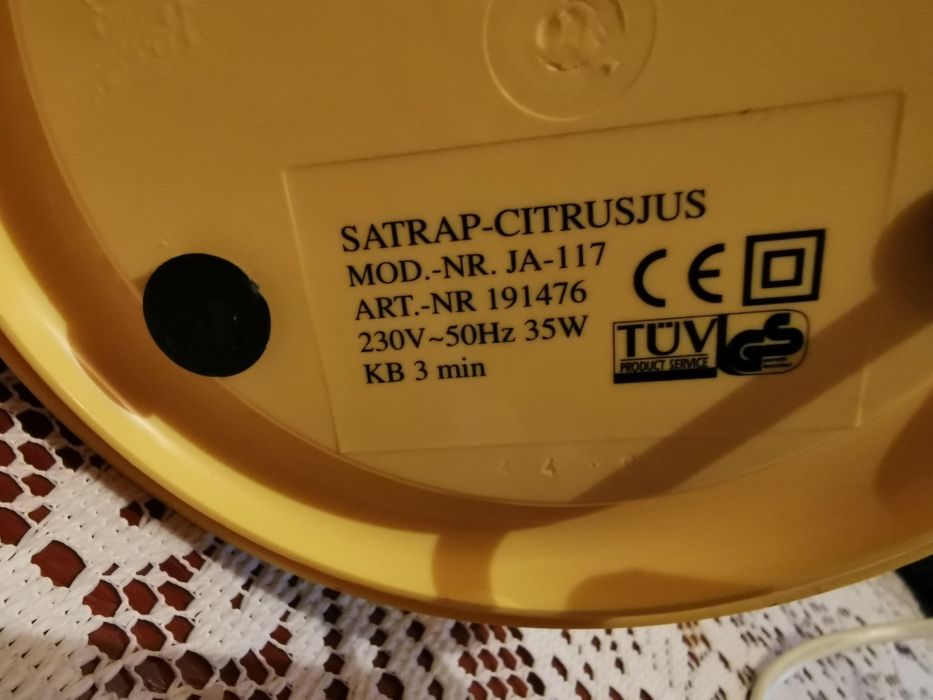 SATRAP-CITRUSJUS
MOD.-NR. JA-117
ART.-NR 191476
230V~50Hz 35W
KB 3 min
CE
TÜV
PRODUCT SERVICE
GS